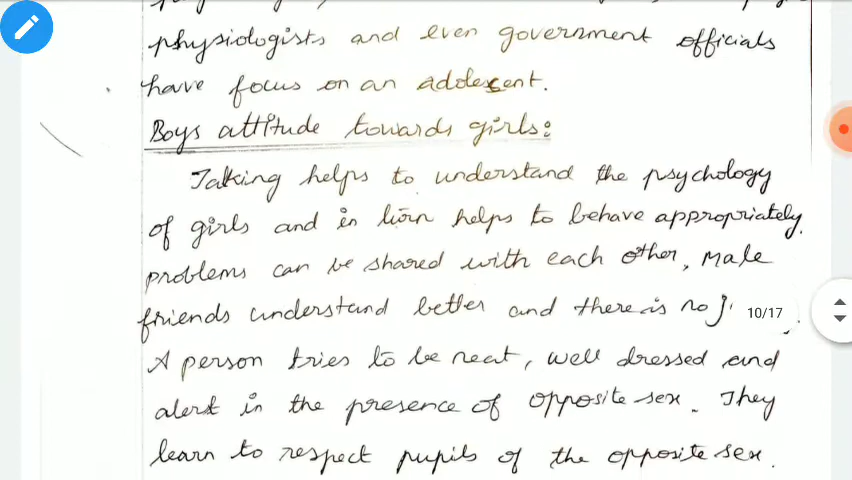 physiologists and even government officials
have focus on an adolescent.
Boys attitude towards girls:
Talking helps to understand the psychology
of girls and in turn helps to behave appropriately.
problems can be shared with each other, Male
friends understand better and there is no
10/17
A person tries to be neat, well dressed and
alert in the presence of opposite sex. They
learn to respect pupils of the opposite sex.